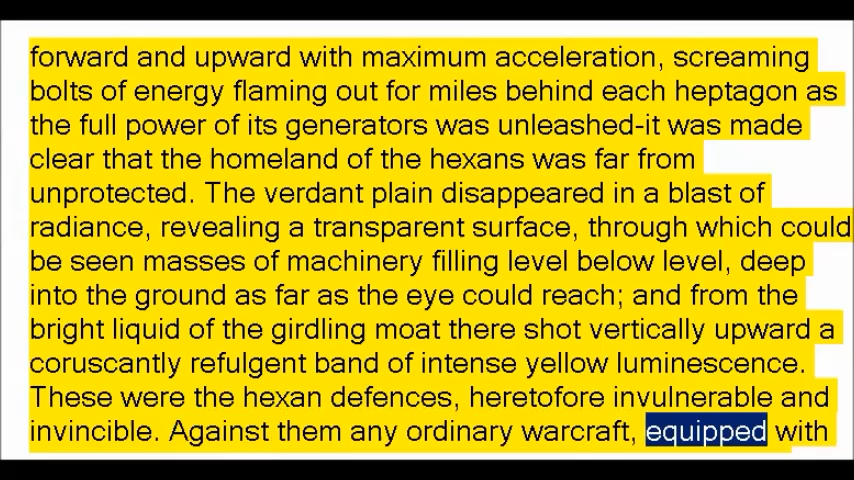 forward and upward with maximum acceleration, screaming
bolts of energy flaming out for miles behind each heptagon as
the full power of its generators was unleashed-it was made
clear that the homeland of the hexans was far from
unprotected. The verdant plain disappeared in a blast of
radiance, revealing a transparent surface, through which could
be seen masses of machinery filling level below level, deep
into the ground as far as the eye could reach; and from the
bright liquid of the girdling moat there shot vertically upward a
coruscantly refulgent band of intense yellow luminescence.
These were the hexan defences, heretofore invulnerable and
invincible. Against them any ordinary warcraft, equipped with